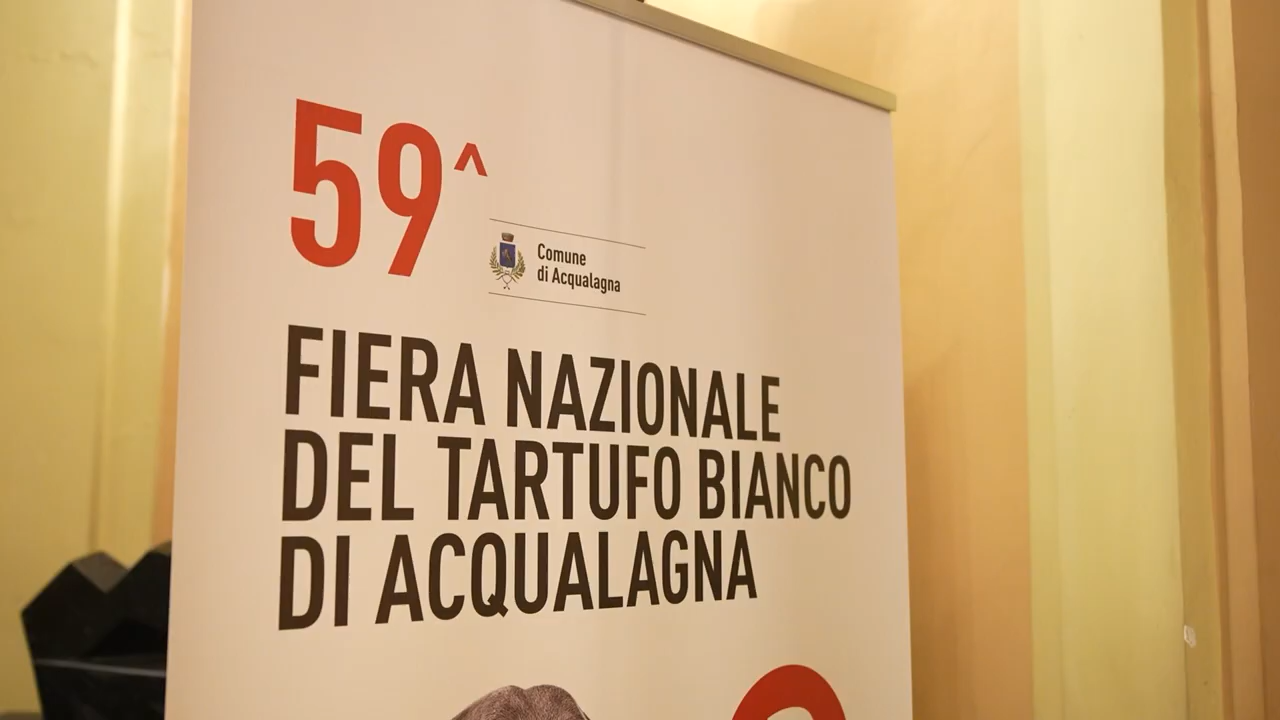 59^
Comune
di Acqualagna
FIERA NAZIONALE
DEL TARTUFO BIANCO
DI ACQUALAGNA